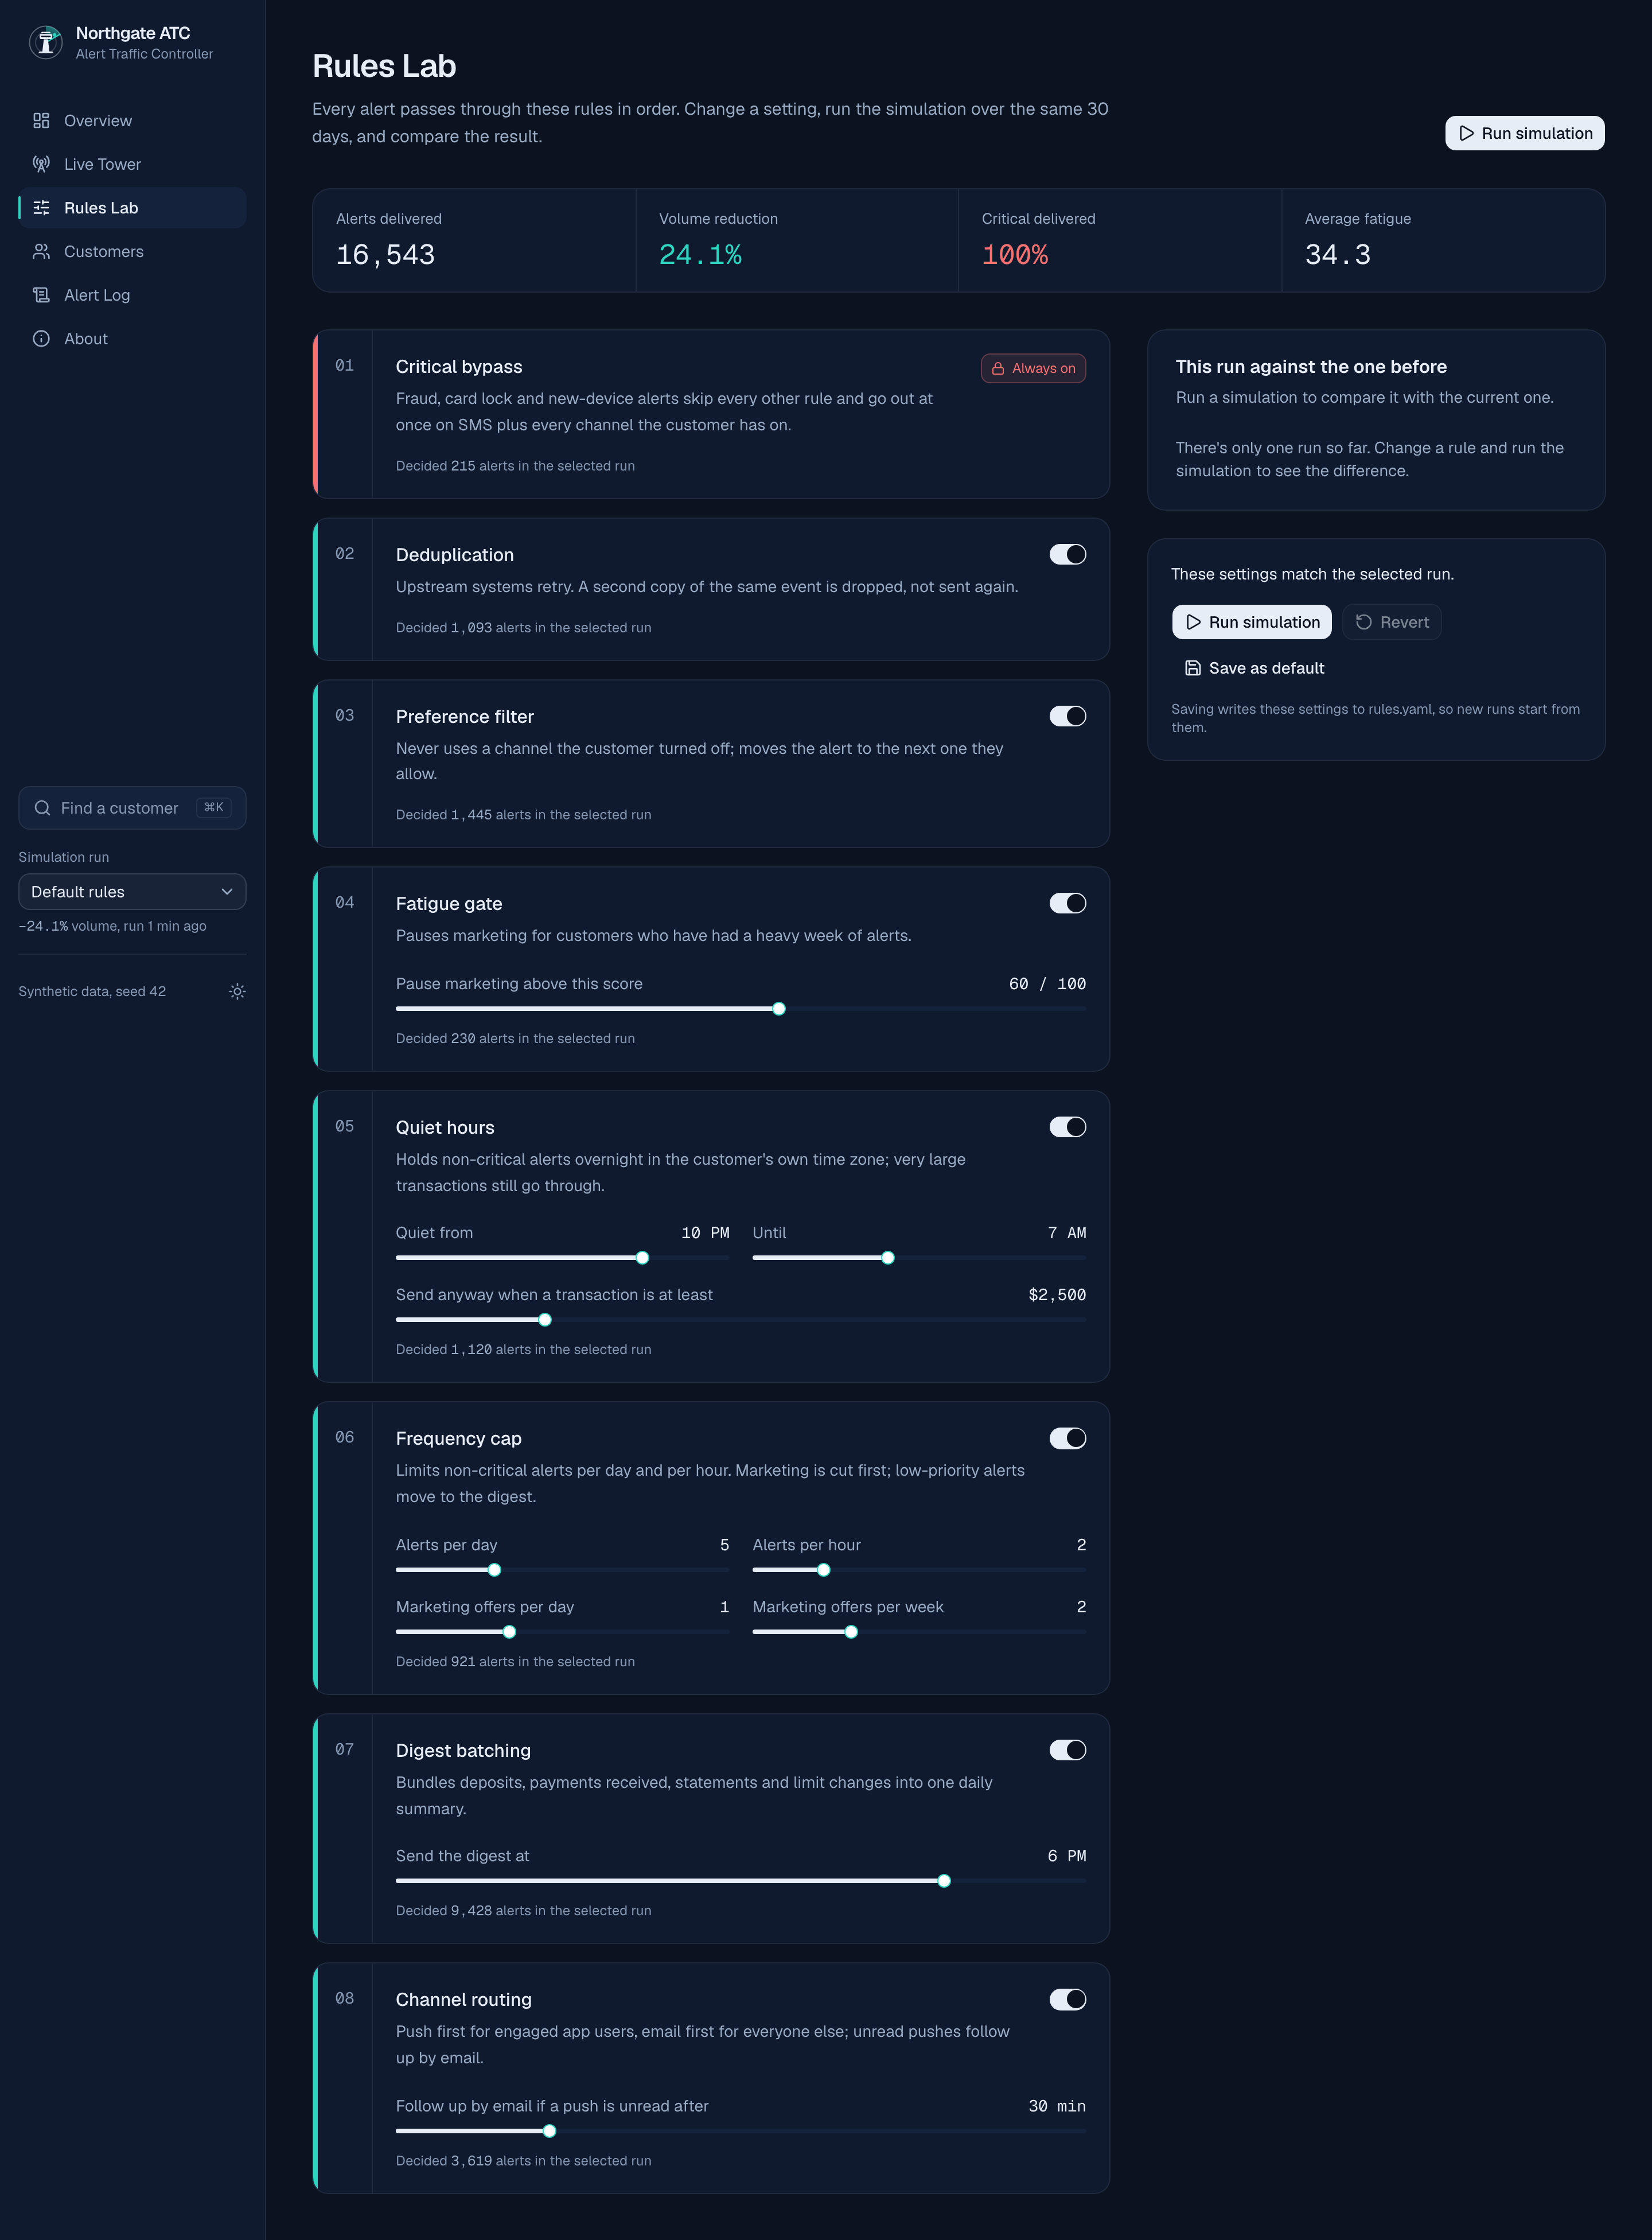 Northgate ATC
Alert Traffic Controller
Overview
Live Tower
Rules Lab
Customers
Alert Log
About
Find a customer ⌘K
Simulation run
Default rules
−24.1% volume, run 1 min ago
Synthetic data, seed 42
Rules Lab
Every alert passes through these rules in order. Change a setting, run the simulation over the same 30
days, and compare the result.
Run simulation
Alerts delivered
16,543
Volume reduction
24.1%
Critical delivered
100%
Average fatigue
34.3
01
Critical bypass
Always on
Fraud, card lock and new-device alerts skip every other rule and go out at
once on SMS plus every channel the customer has on.
Decided 215 alerts in the selected run
02
Deduplication
Upstream systems retry. A second copy of the same event is dropped, not sent again.
Decided 1,093 alerts in the selected run
03
Preference filter
Never uses a channel the customer turned off; moves the alert to the next one they
allow.
Decided 1,445 alerts in the selected run
04
Fatigue gate
Pauses marketing for customers who have had a heavy week of alerts.
Pause marketing above this score 60 / 100
Decided 230 alerts in the selected run
05
Quiet hours
Holds non-critical alerts overnight in the customer's own time zone; very large
transactions still go through.
Quiet from 10 PM
Until 7 AM
Send anyway when a transaction is at least $2,500
Decided 1,120 alerts in the selected run
06
Frequency cap
Limits non-critical alerts per day and per hour. Marketing is cut first; low-priority alerts
move to the digest.
Alerts per day 5
Alerts per hour 2
Marketing offers per day 1
Marketing offers per week 2
Decided 921 alerts in the selected run
07
Digest batching
Bundles deposits, payments received, statements and limit changes into one daily
summary.
Send the digest at 6 PM
Decided 9,428 alerts in the selected run
08
Channel routing
Push first for engaged app users, email first for everyone else; unread pushes follow
up by email.
Follow up by email if a push is unread after 30 min
Decided 3,619 alerts in the selected run
This run against the one before
Run a simulation to compare it with the current one.
There's only one run so far. Change a rule and run the
simulation to see the difference.
These settings match the selected run.
Run simulation
Revert
Save as default
Saving writes these settings to rules.yaml, so new runs start from
them.